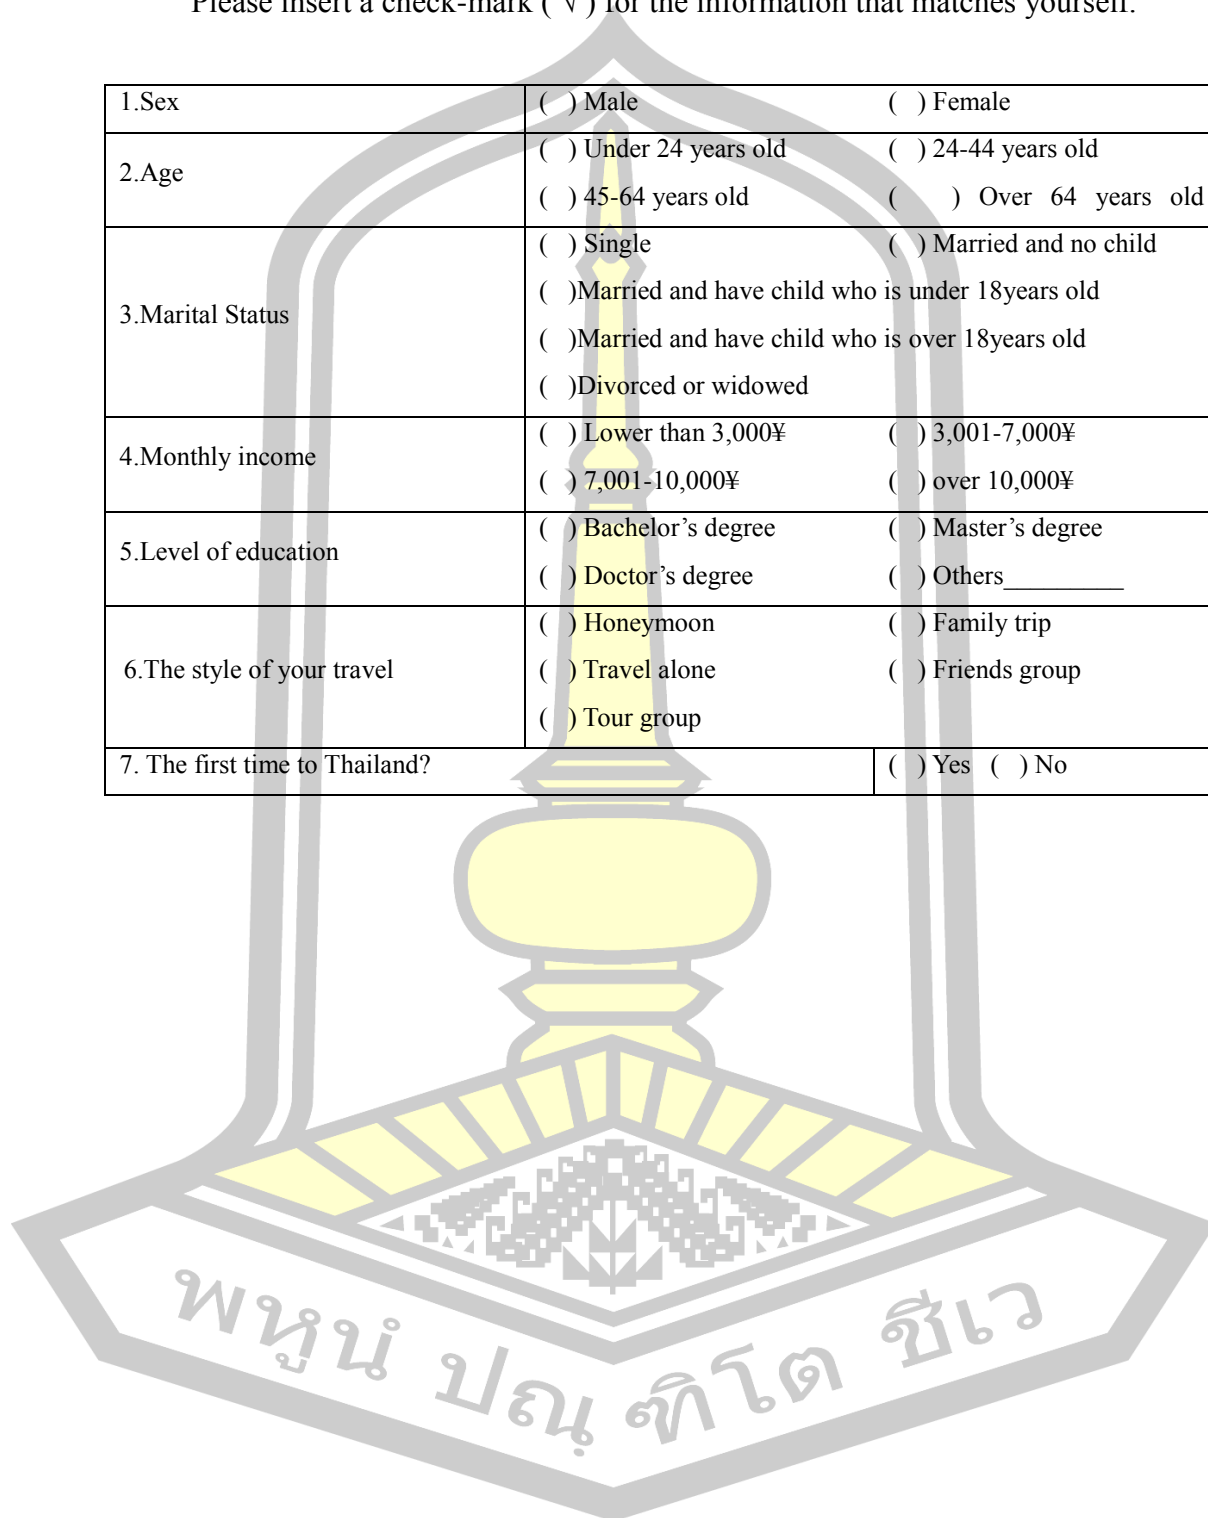 Please insert a check-mark ( √ ) for the information that matches yourself.
1.Sex
( ) Male ( ) Female
2.Age
( ) Under 24 years old ( ) 24-44 years old
( ) 45-64 years old ( ) Over 64 years old
3.Marital Status
( ) Single ( ) Married and no child
( )Married and have child who is under 18years old
( )Married and have child who is over 18years old
( )Divorced or widowed
4.Monthly income
( ) Lower than 3,000¥ ( ) 3,001-7,000¥
( ) 7,001-10,000¥ ( ) over 10,000¥
5.Level of education
( ) Bachelor’s degree ( ) Master’s degree
( ) Doctor’s degree ( ) Others_________
6.The style of your travel
( ) Honeymoon ( ) Family trip
( ) Travel alone ( ) Friends group
( ) Tour group
7. The first time to Thailand? ( ) Yes ( ) No
พหูนํ ปณฺฑิโต ชีเว